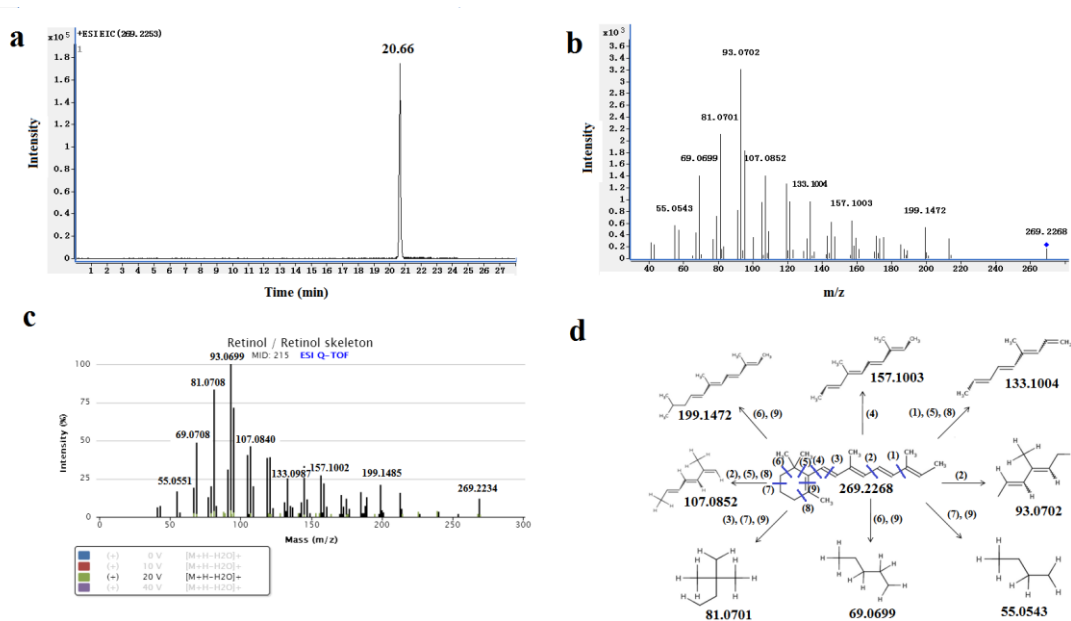 a
+ESI EIC(269.2253)
x10^5
1
20.66
1.8
1.6
1.4
1.2
1
0.8
0.6
0.4
0.2
0
Intensity
1 2 3 4 5 6 7 8 9 10 11 12 13 14 15 16 17 18 19 20 21 22 23 24 25 26 27
Time (min)
b
x10^3
3.6
3.4
3.2
3
2.8
2.6
2.4
2.2
2
1.8
1.6
1.4
1.2
1
0.8
0.6
0.4
0.2
0
Intensity
93.0702
81.0701
69.0699
107.0852
133.1004
55.0543
157.1003
199.1472
269.2268
40 60 80 100 120 140 160 180 200 220 240 260
m/z
c
Retinol / Retinol skeleton
MID: 215 ESI Q-TOF
93.0699
100
81.0708
75
69.0708
50
107.0840
55.0551
133.0987
157.1002
199.1485
25
269.2234
0
Intensity (%)
0 50 100 150 200 250 300
Mass (m/z)
(+) 0 V [M+H-H2O]+
(+) 10 V [M+H-H2O]+
(+) 20 V [M+H-H2O]+
(+) 40 V [M+H-H2O]+
d
199.1472
157.1003
133.1004
(6), (9)
(4)
(1), (5), (8)
107.0852
(2), (5), (8)
(7)
(6) (5) (4) (3) (2) (1)
(9)
(8)
269.2268
(2)
93.0702
(3), (7), (9)
(6), (9)
(7), (9)
81.0701
69.0699
55.0543